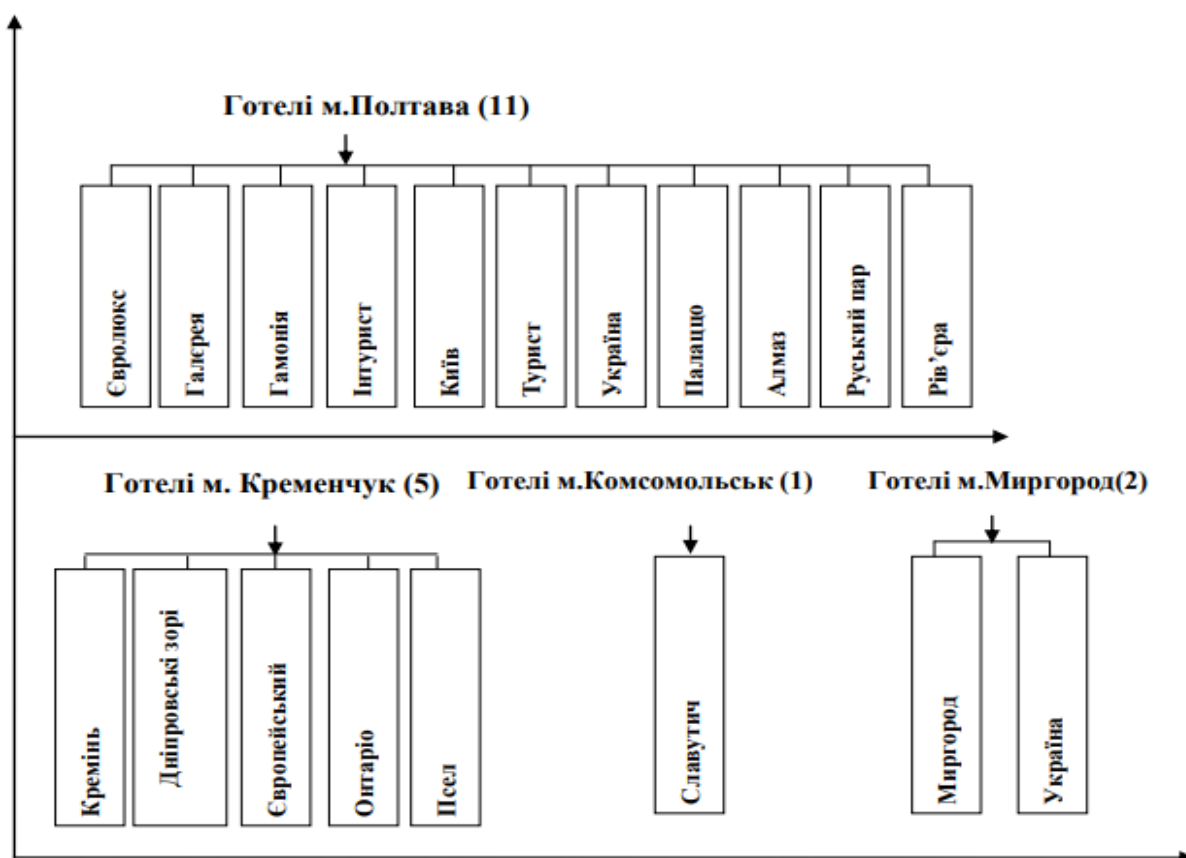 Готелі м.Полтава (11)
Євролюкс
Галєрея
Гамонія
Інтурист
Київ
Турист
Україна
Палаццо
Алмаз
Руський пар
Рів’єра
Готелі м. Кременчук (5)
Готелі м.Комсомольськ (1)
Готелі м.Миргород(2)
Кремінь
Дніпровські зорі
Європейський
Онтаріо
Псел
Славутич
Миргород
Україна